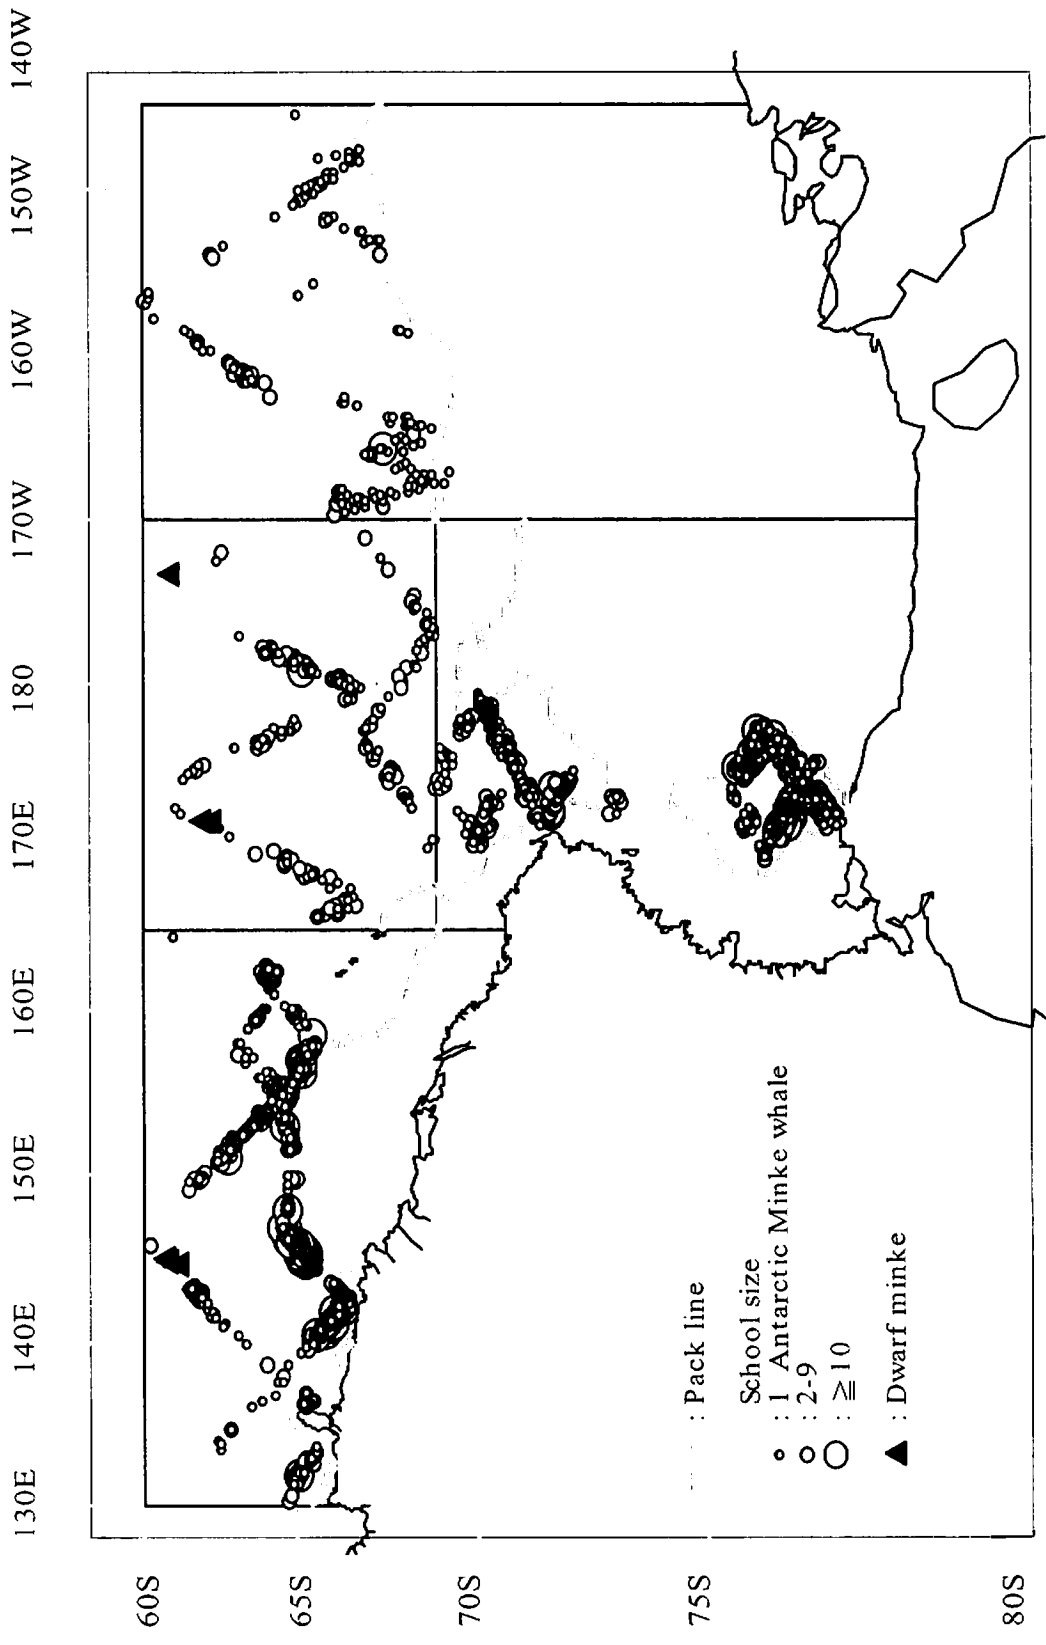 130E 140E 150E 160E 170E 180 170W 160W 150W 140W
60S
65S
70S
75S
80S
: Pack line
School size
: 1 Antarctic Minke whale
: 2-9
: ≧10
: Dwarf minke